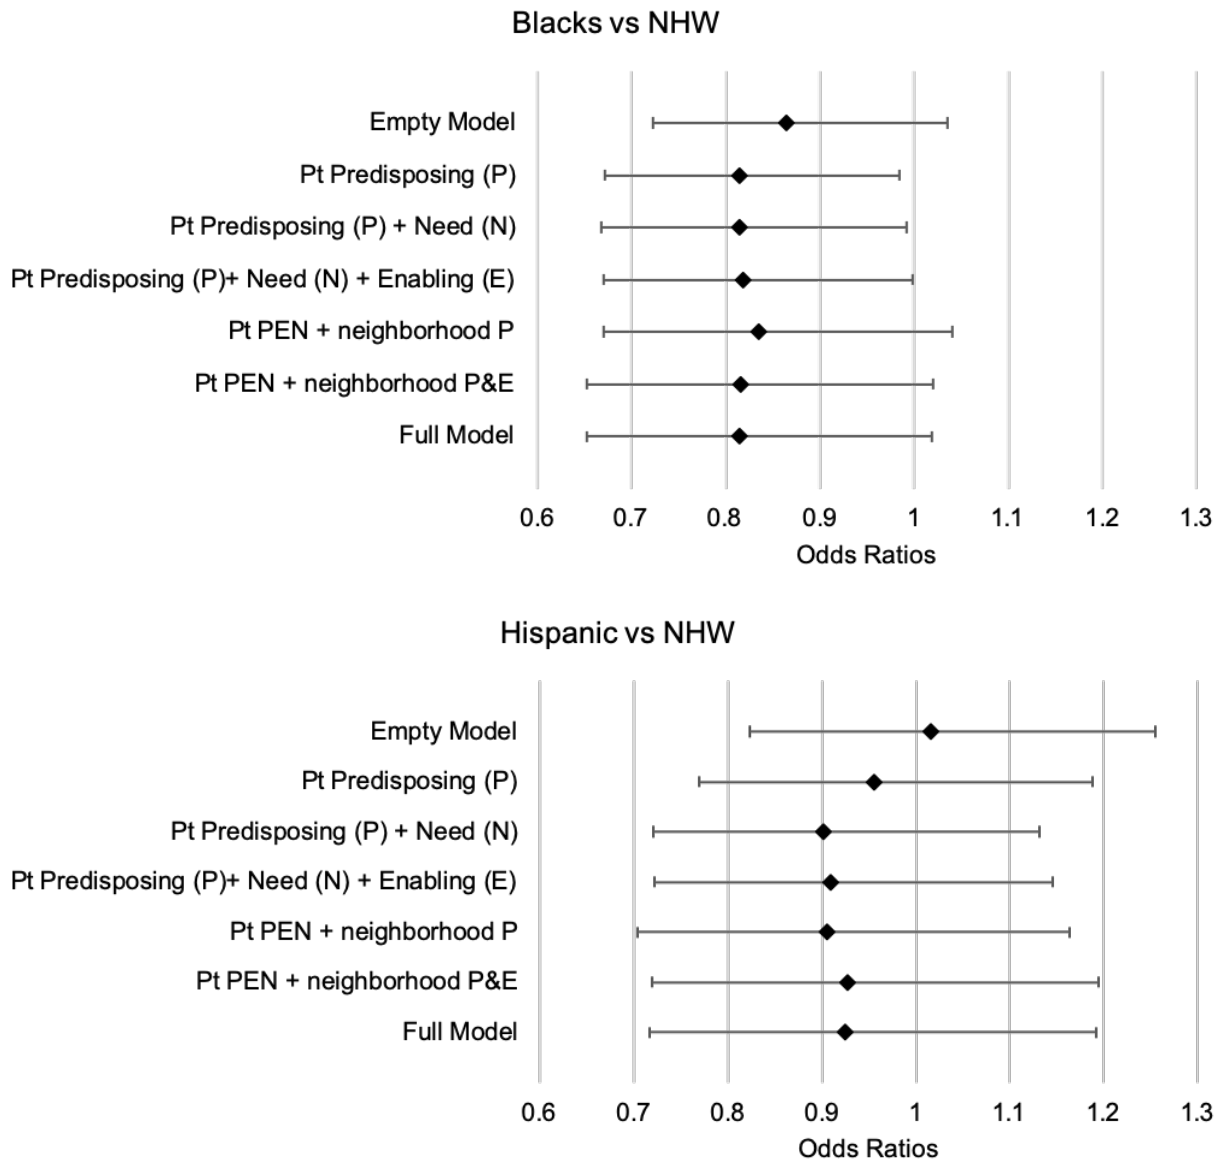 Blacks vs NHW
Empty Model
Pt Predisposing (P)
Pt Predisposing (P) + Need (N)
Pt Predisposing (P)+ Need (N) + Enabling (E)
Pt PEN + neighborhood P
Pt PEN + neighborhood P&E
Full Model
0.6 0.7 0.8 0.9 1 1.1 1.2 1.3
Odds Ratios
Hispanic vs NHW
Empty Model
Pt Predisposing (P)
Pt Predisposing (P) + Need (N)
Pt Predisposing (P)+ Need (N) + Enabling (E)
Pt PEN + neighborhood P
Pt PEN + neighborhood P&E
Full Model
0.6 0.7 0.8 0.9 1 1.1 1.2 1.3
Odds Ratios